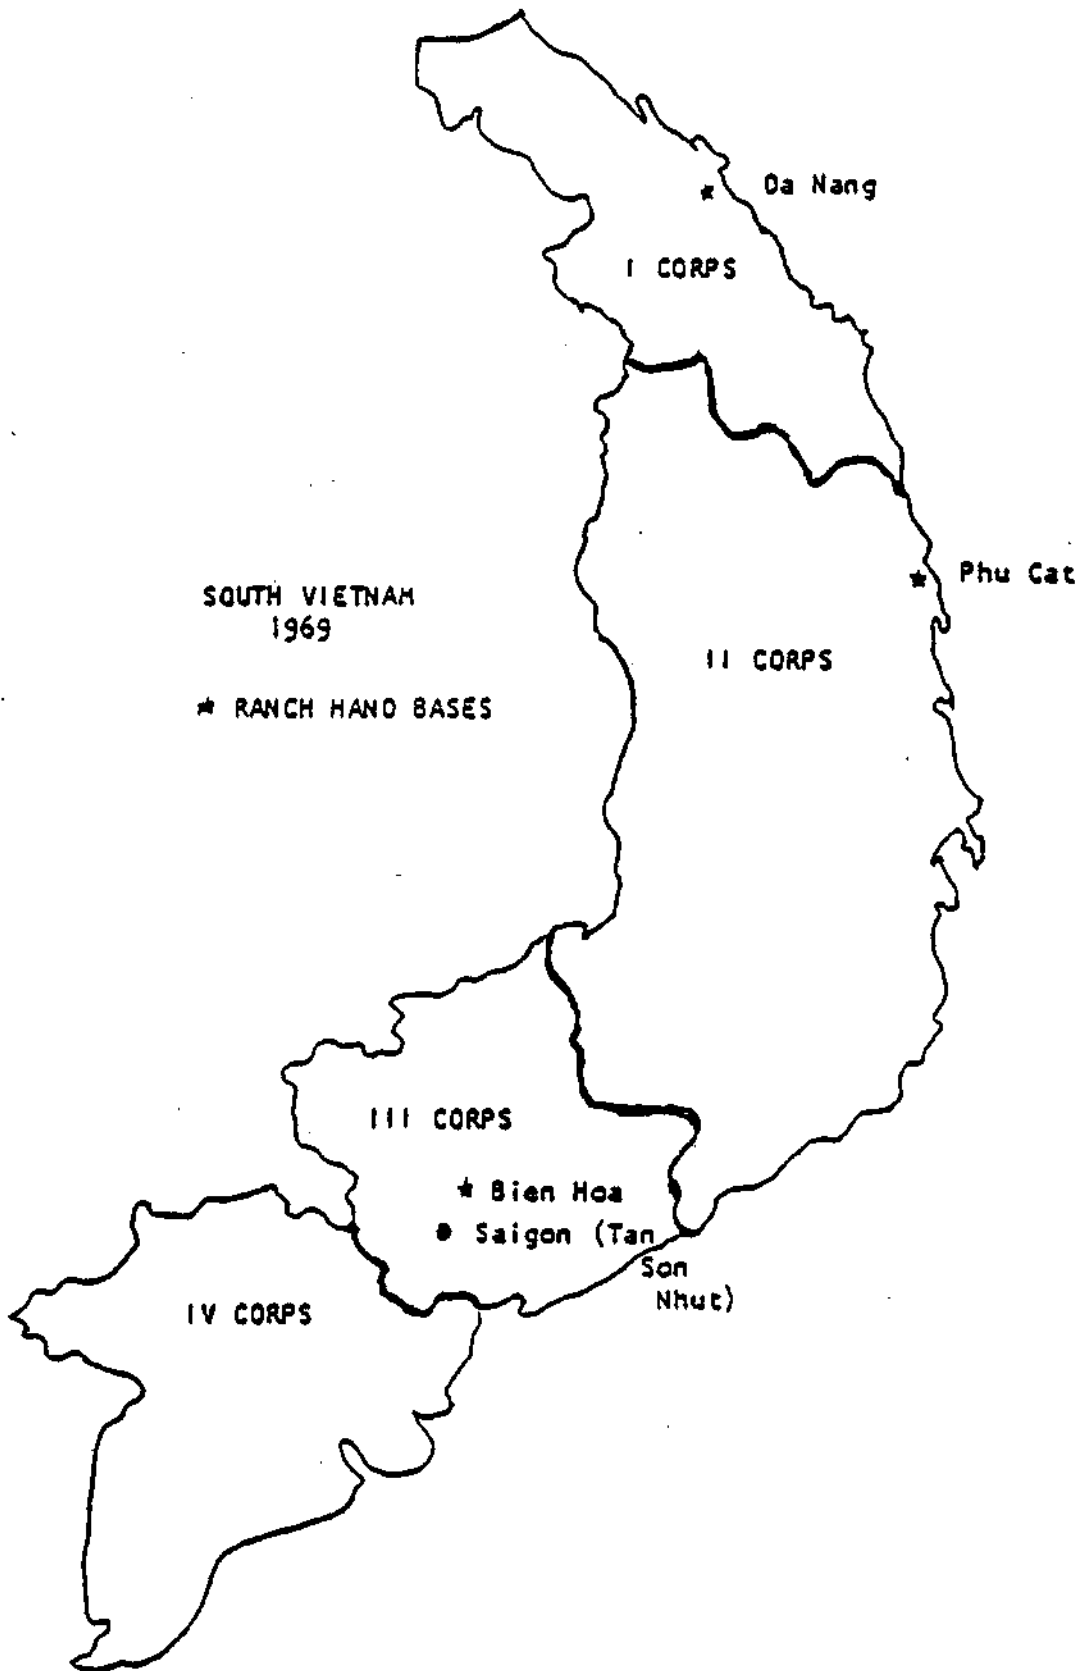 Da Nang
I CORPS
Phu Cat
SOUTH VIETNAM
1969
II CORPS
★ RANCH HAND BASES
III CORPS
Bien Hoa
Saigon (Tan
Son
Nhut)
IV CORPS